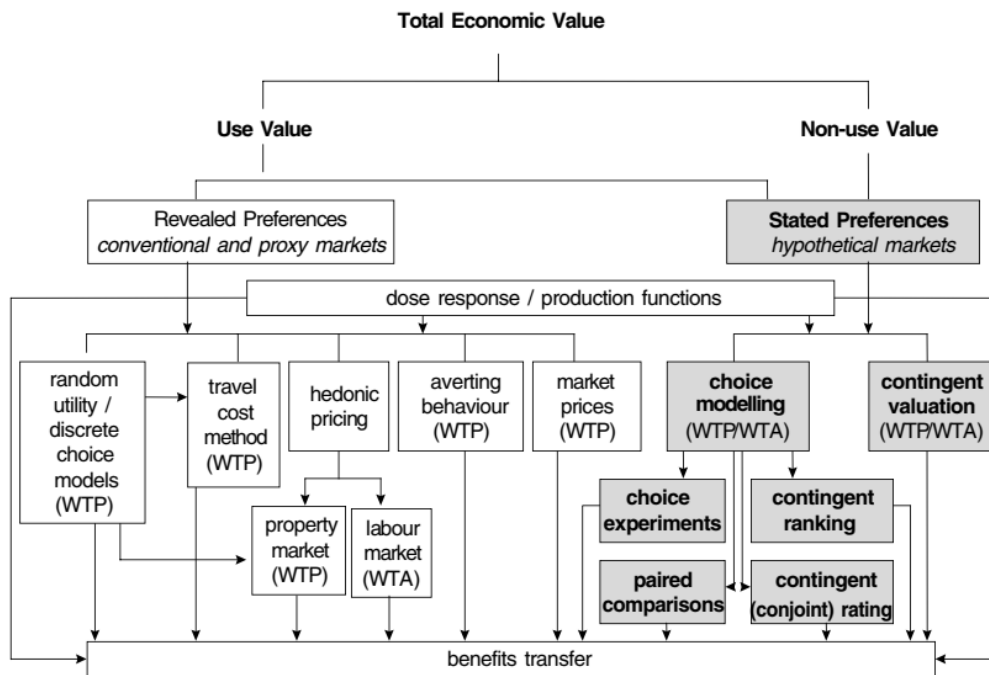 Total Economic Value
Use Value
Non-use Value
Revealed Preferences
conventional and proxy markets
Stated Preferences
hypothetical markets
dose response / production functions
random
utility /
discrete
choice
models
(WTP)
travel
cost
method
(WTP)
hedonic
pricing
averting
behaviour
(WTP)
market
prices
(WTP)
choice
modelling
(WTP/WTA)
contingent
valuation
(WTP/WTA)
property
market
(WTP)
labour
market
(WTA)
choice
experiments
contingent
ranking
paired
comparisons
contingent
(conjoint) rating
benefits transfer